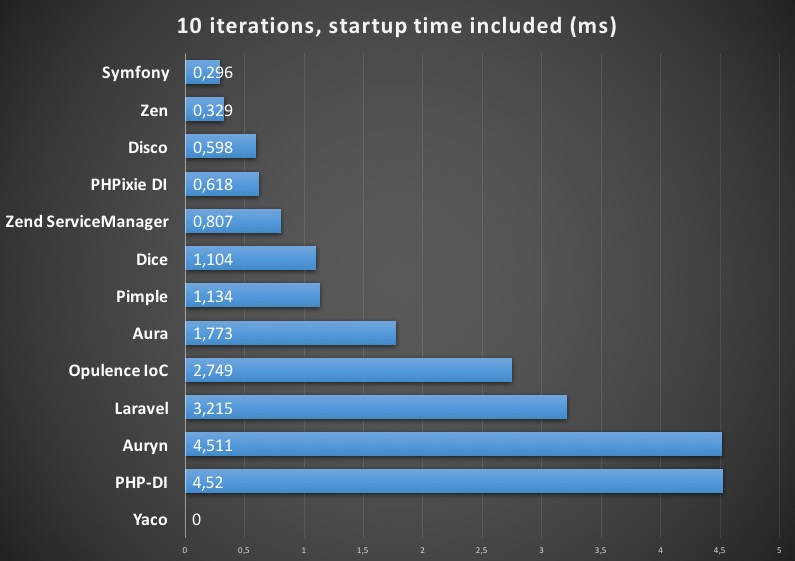 10 iterations, startup time included (ms)
Symfony 0,296
Zen 0,329
Disco 0,598
PHPixie DI 0,618
Zend ServiceManager 0,807
Dice 1,104
Pimple 1,134
Aura 1,773
Opulence IoC 2,749
Laravel 3,215
Auryn 4,511
PHP-DI 4,52
Yaco 0
0 0,5 1 1,5 2 2,5 3 3,5 4 4,5 5